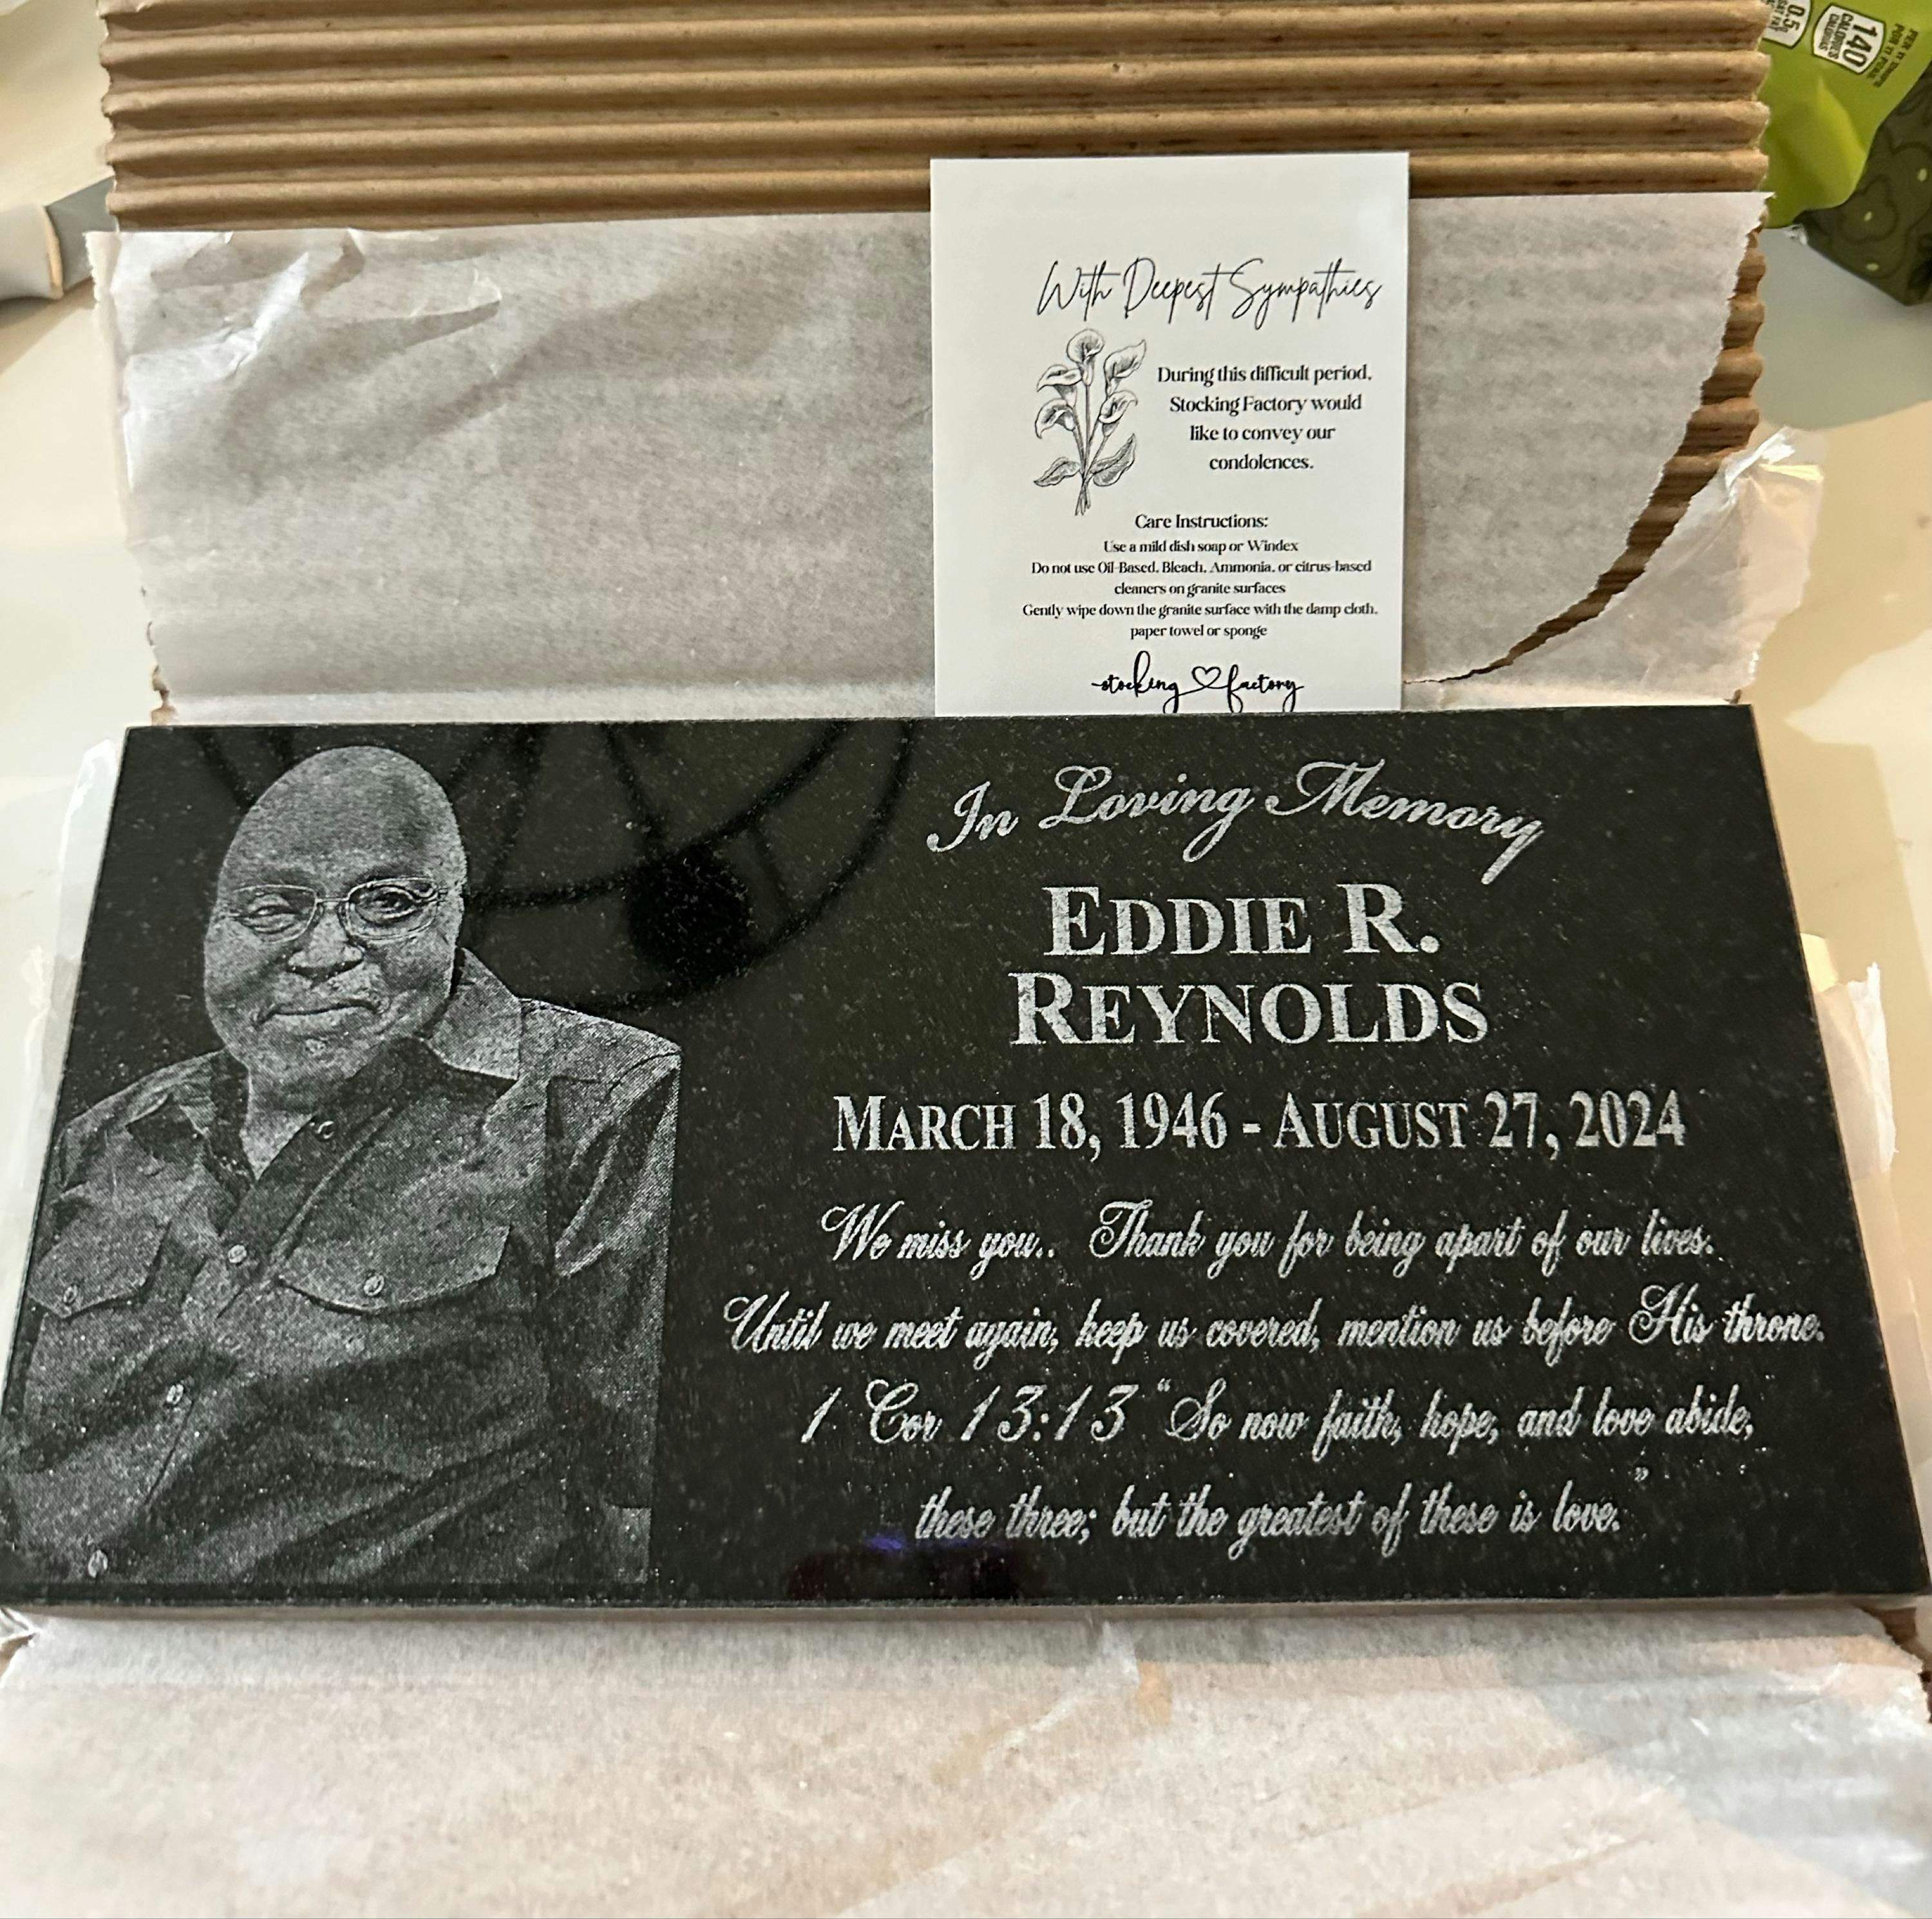 140
CALORIES
0.5g
SAT FAT
With Deepest Sympathies
During this difficult period,
Stocking Factory would
like to convey our
condolences.
Care Instructions:
Use a mild dish soap or Windex
Do not use Oil-Based, Bleach, Ammonia, or citrus-based
cleaners on granite surfaces
Gently wipe down the granite surface with the damp cloth,
paper towel or sponge
stocking factory
In Loving Memory
EDDIE R.
REYNOLDS
MARCH 18, 1946 - AUGUST 27, 2024
We miss you.. Thank you for being apart of our lives.
Until we meet again, keep us covered, mention us before His throne.
1 Cor 13:13 "So now faith, hope, and love abide,
these three; but the greatest of these is love."